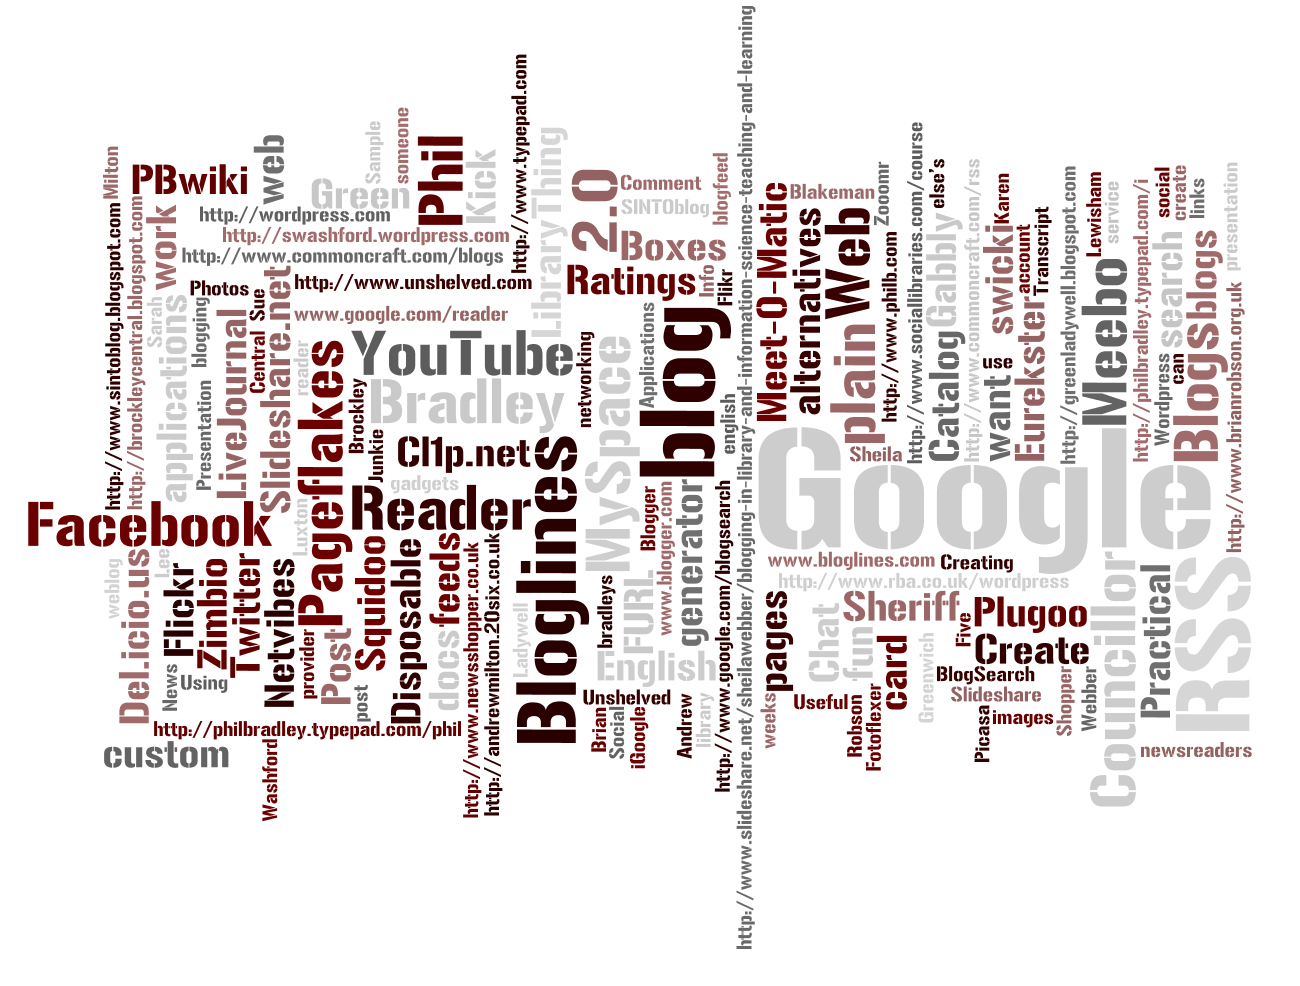 http://www.slideshare.net/sheilawebber/blogging-in-library-and-information-science-teaching-and-learning
Milton
PBwiki
web
http://www.sintoblog.blogspot.com
http://brockleycentral.blogspot.com
work
http://wordpress.com
http://swashford.wordpress.com
http://www.commoncraft.com/blogs
Green
Sample
someone
Phil
Kick
http://www.typepad.com
LibraryThing
http://www.unshelved.com
www.google.com/reader
Photos
Sue
Central
Sarah
applications
blogging
Presentation
LiveJournal
Slideshare.net
reader
Pageflakes
YouTube
Bradley
Brockley
Junkie
Cl1p.net
gadgets
Reader
Luxton
Facebook
2.0
Comment
SINTOblog
blogfeed
Boxes
Ratings
Info
Flikr
networking
MySpace
Applications
blog
english
Meet-O-Matic
Blakeman
alternatives
Web
plain
Zooomr
http://www.philb.com
Sheila
http://www.sociallibraries.com/course
else's
Gabbly
Catalog
http://www.commoncraft.com/rss
Karen
swicki
use
want
account
Transcript
Eurekster
http://greenladywell.blogspot.com
Lewisham
service
Meebo
http://philbradley.typepad.com/i
social
create
links
search
Wordpress
can
Blogs
blogs
presentation
http://www.brianrobson.org.uk
Google
weblog
Del.icio.us
Lee
News
Flickr
Using
Zimbio
Twitter
Netvibes
provider
Post
post
Squidoo
Disposable
docs
feeds
http://www.newsshopper.co.uk
http://andrewmilton.20six.co.uk
Ladywell
Bloglines
http://philbradley.typepad.com/phil
custom
Washford
bradleys
FURL
Blogger
www.blogger.com
generator
http://www.google.com/blogsearch
English
Unshelved
Brian
Social
iGoogle
Andrew
library
www.bloglines.com
Creating
http://www.rba.co.uk/wordpress
pages
weeks
Chat
fun
Useful
Sheriff
Robson
Fotoflexer
card
Greenwich
Five
Plugoo
Create
BlogSearch
Slideshare
Picasa
images
Shopper
Webber
Councillor
Practical
RSS
newsreaders